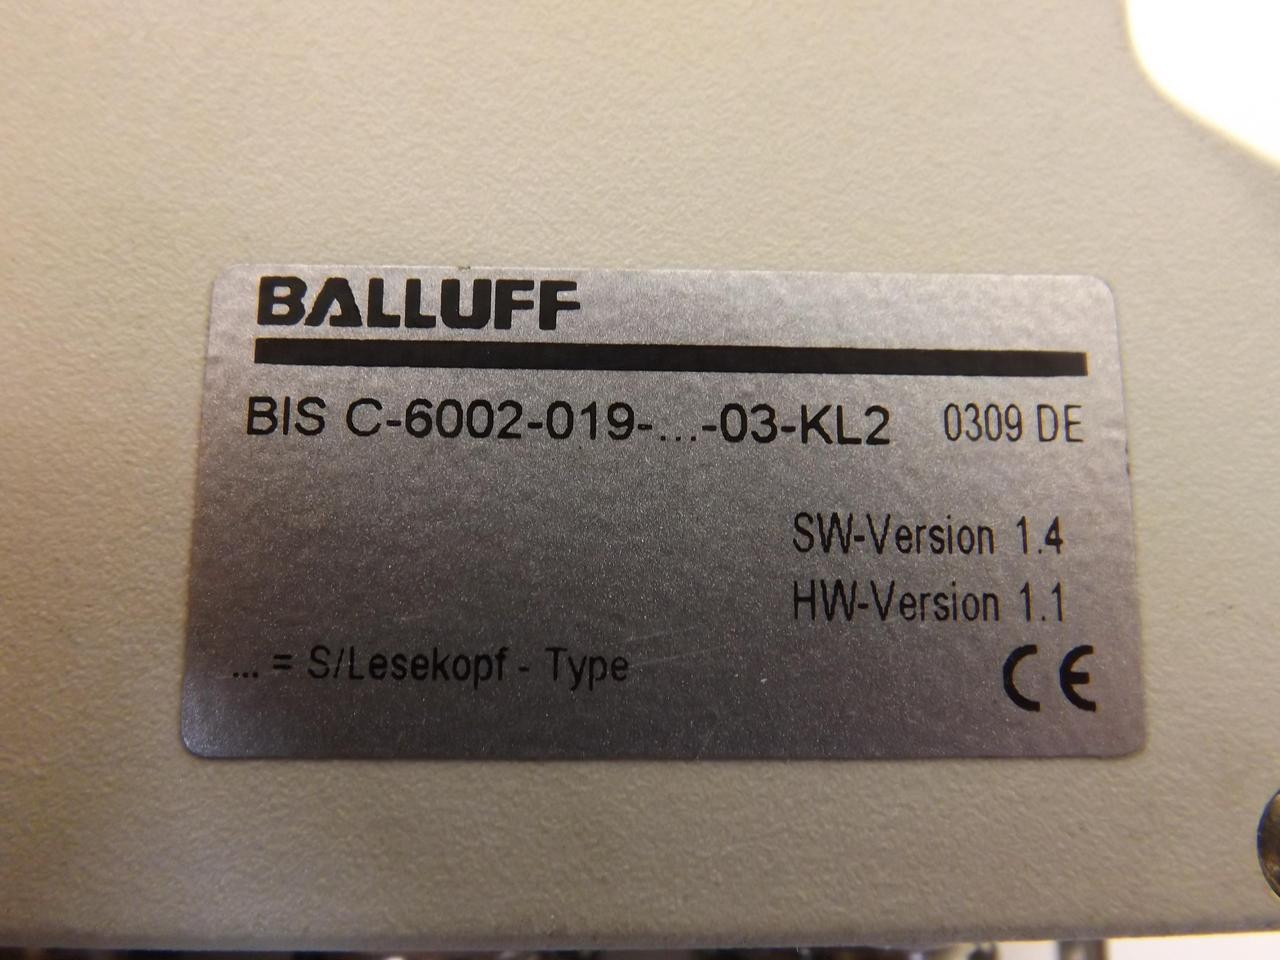 BALLUFF
BIS C-6002-019-...-03-KL2 0309 DE
SW-Version 1.4
HW-Version 1.1
... = S/Lesekopf - Type
CE